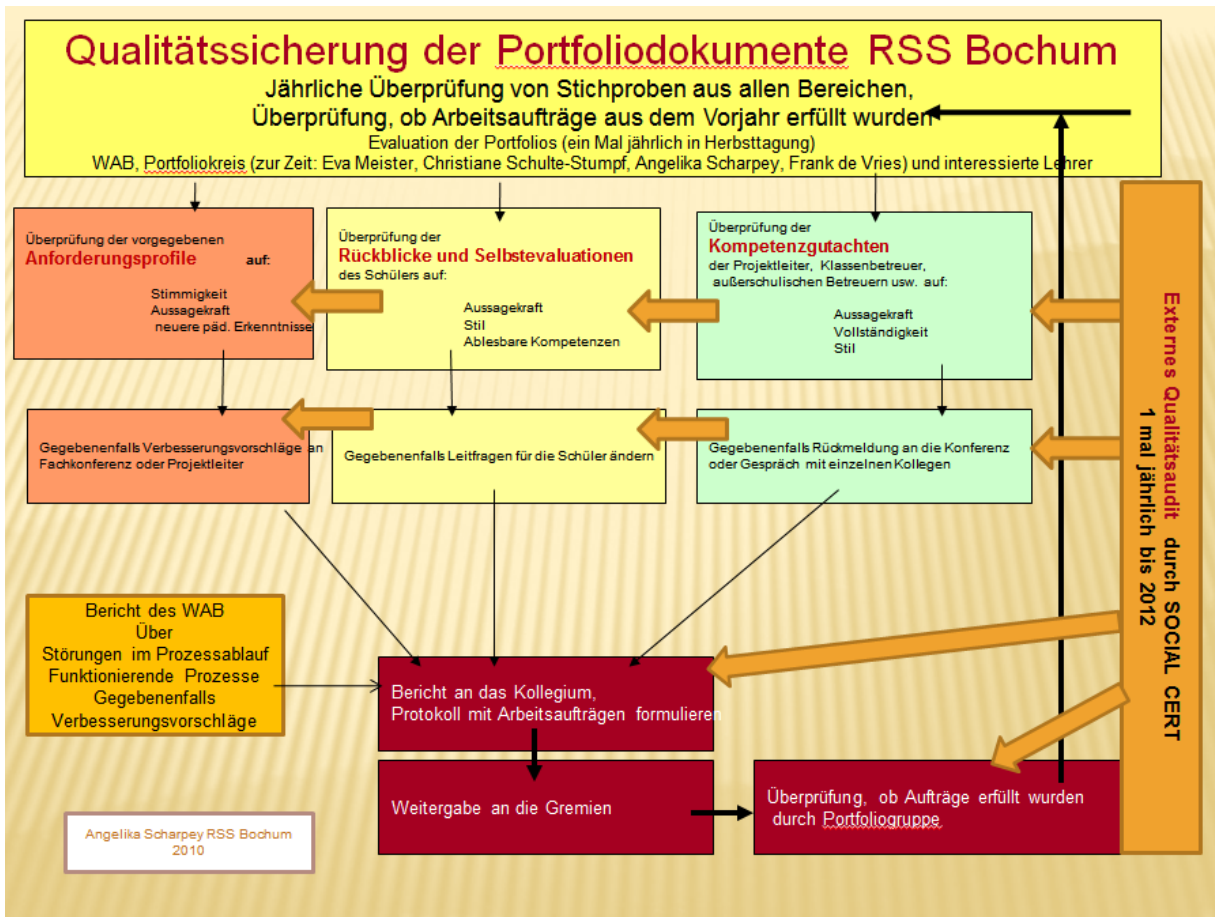 Qualitätssicherung der Portfoliodokumente RSS Bochum
Jährliche Überprüfung von Stichproben aus allen Bereichen,
Überprüfung, ob Arbeitsaufträge aus dem Vorjahr erfüllt wurden
Evaluation der Portfolios (ein Mal jährlich in Herbsttagung)
WAB, Portfoliokreis (zur Zeit: Eva Meister, Christiane Schulte-Stumpf, Angelika Scharpey, Frank de Vries) und interessierte Lehrer
Überprüfung der vorgegebenen
Anforderungsprofile auf:
Stimmigkeit
Aussagekraft
neuere päd. Erkenntnisse
Überprüfung der
Rückblicke und Selbstevaluationen
des Schülers auf:
Aussagekraft
Stil
Ablesbare Kompetenzen
Überprüfung der
Kompetenzgutachten
der Projektleiter, Klassenbetreuer,
außerschulischen Betreuern usw. auf:
Aussagekraft
Vollständigkeit
Stil
Gegebenenfalls Verbesserungsvorschläge an
Fachkonferenz oder Projektleiter
Gegebenenfalls Leitfragen für die Schüler ändern
Gegebenenfalls Rückmeldung an die Konferenz
oder Gespräch mit einzelnen Kollegen
Externes Qualitätsaudit durch SOCIAL CERT
1 mal jährlich bis 2012
Bericht des WAB
Über
Störungen im Prozessablauf
Funktionierende Prozesse
Gegebenenfalls
Verbesserungsvorschläge
Bericht an das Kollegium,
Protokoll mit Arbeitsaufträgen formulieren
Weitergabe an die Gremien
Überprüfung, ob Aufträge erfüllt wurden
durch Portfoliogruppe
Angelika Scharpey RSS Bochum
2010